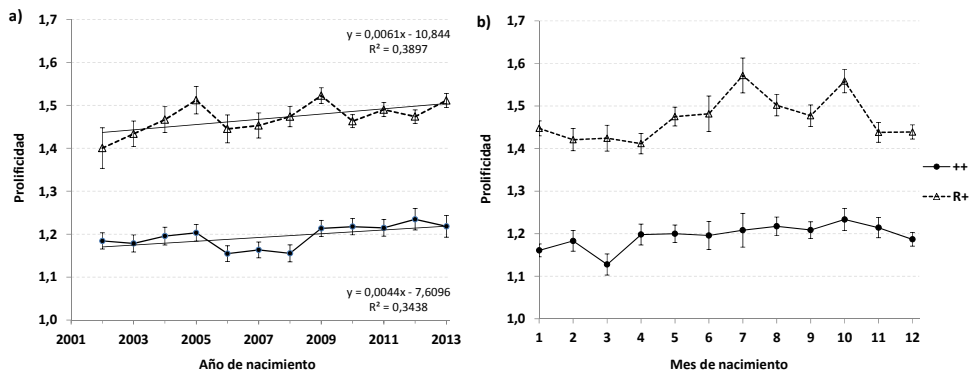 a)
1,7
1,6
1,5
1,4
1,3
1,2
1,1
1,0
Prolificidad
y = 0,0061x - 10,844
R² = 0,3897
y = 0,0044x - 7,6096
R² = 0,3438
2001 2003 2005 2007 2009 2011 2013
Año de nacimiento
b)
1,7
1,6
1,5
1,4
1,3
1,2
1,1
1,0
Prolificidad
1 2 3 4 5 6 7 8 9 10 11 12
Mes de nacimiento
++
R+